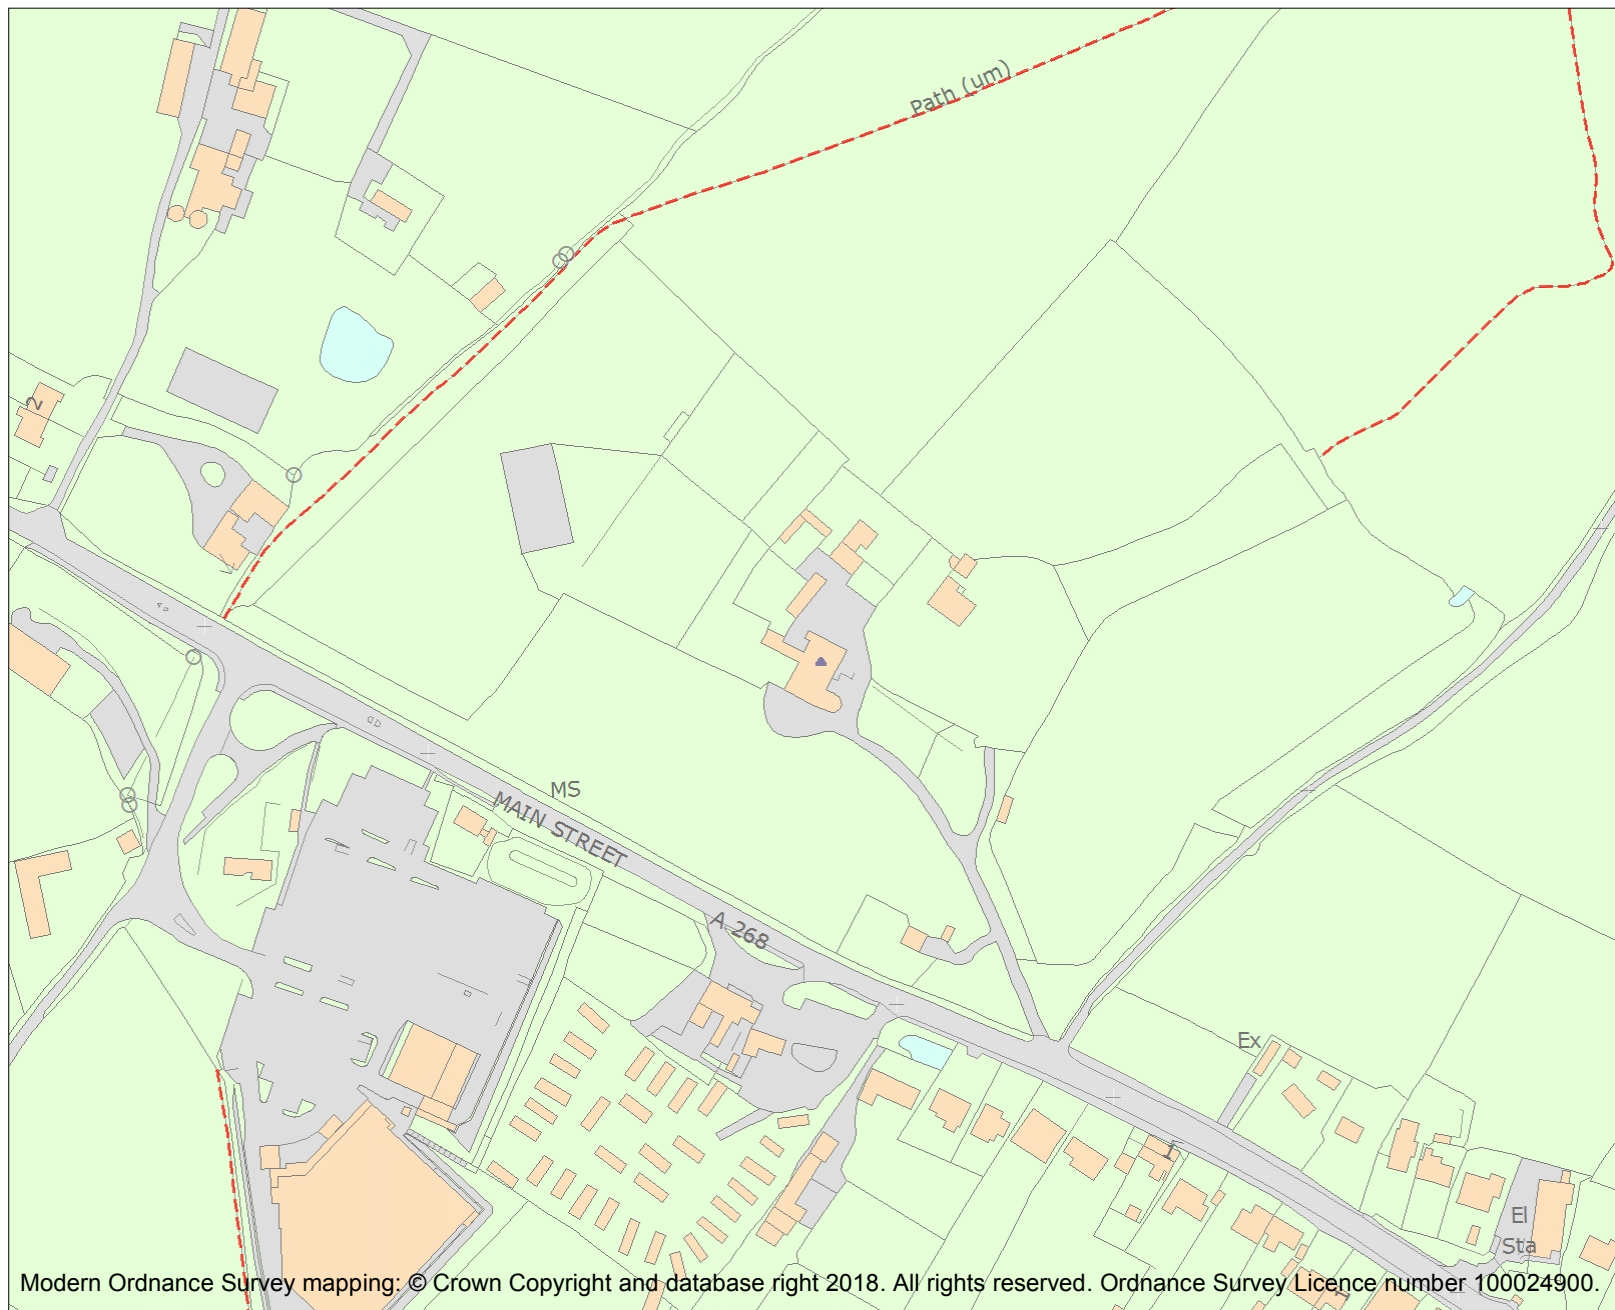 Path (um)
2
MS
MAIN STREET
A 268
Ex
1
El
Sta
Modern Ordnance Survey mapping: © Crown Copyright and database right 2018. All rights reserved. Ordnance Survey Licence number 100024900.